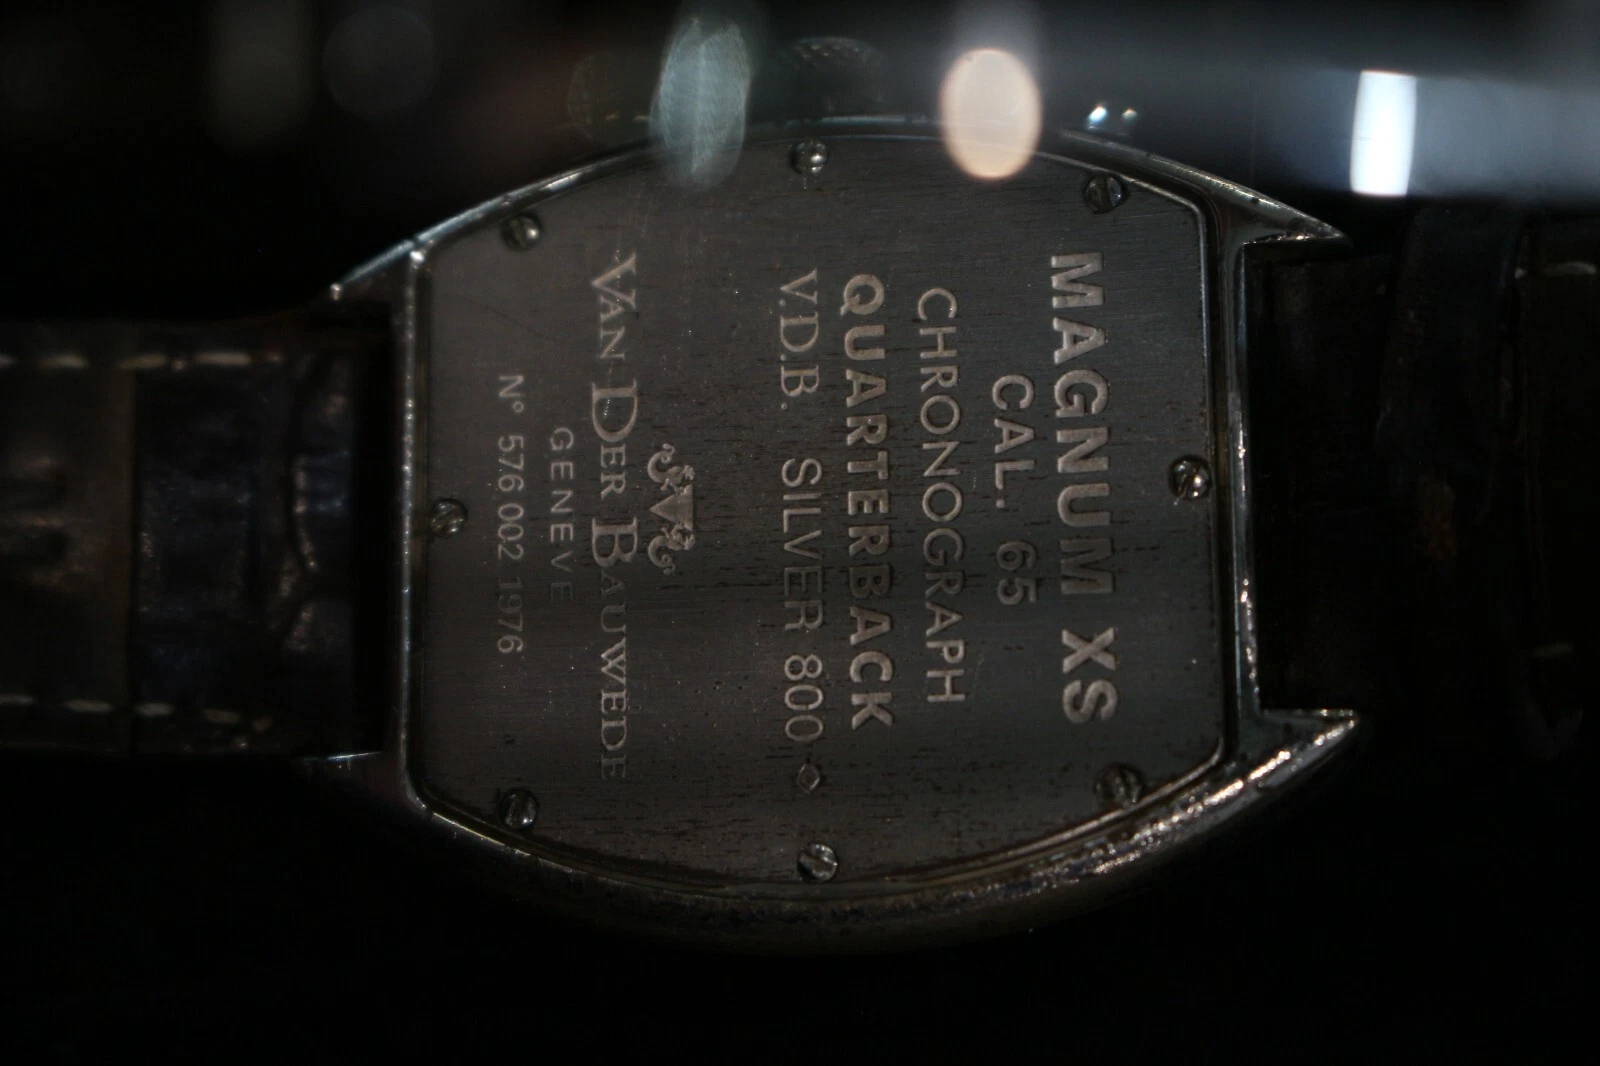 MAGNUM XS
CAL. 65
CHRONOGRAPH
QUARTERBACK
V.D.B. SILVER 800
VAN DER BAUWEDE
GENEVE
N° 576 002 1976